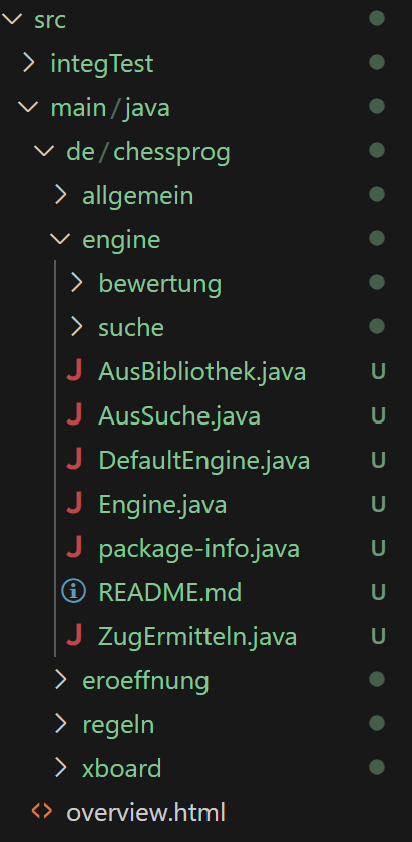 src
integTest
main/java
de/chessprog
allgemein
engine
bewertung
suche
J AusBibliothek.java U
J AusSuche.java U
J DefaultEngine.java U
J Engine.java U
J package-info.java U
README.md U
J ZugErmitteln.java U
eroeffnung
regeln
xboard
<> overview.html